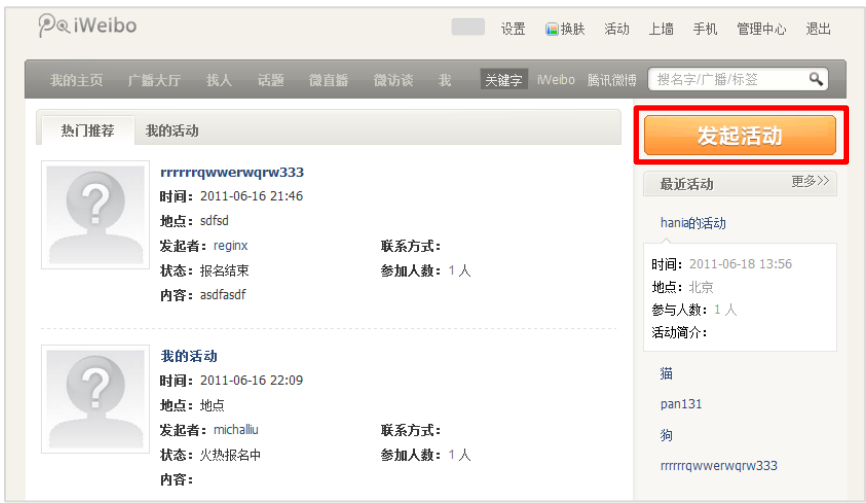 iWeibo
设置 换肤 活动 上墙 手机 管理中心 退出
我的主页 广播大厅 找人 话题 微直播 微访谈 我 关键字 iWeibo 腾讯微博 搜名字/广播/标签
热门推荐 我的活动
发起活动
rrrrrrqwwerwqrw333
时间：2011-06-16 21:46
地点：sdfsd
发起者：reginx 联系方式：
状态：报名结束 参加人数：1 人
内容：asdfasdf
我的活动
时间：2011-06-16 22:09
地点：地点
发起者：michalliu 联系方式：
状态：火热报名中 参加人数：1 人
内容：
最近活动 更多>>
hania的活动
时间：2011-06-18 13:56
地点：北京
参与人数：1 人
活动简介：
猫
pan131
狗
rrrrrrqwwerwqrw333